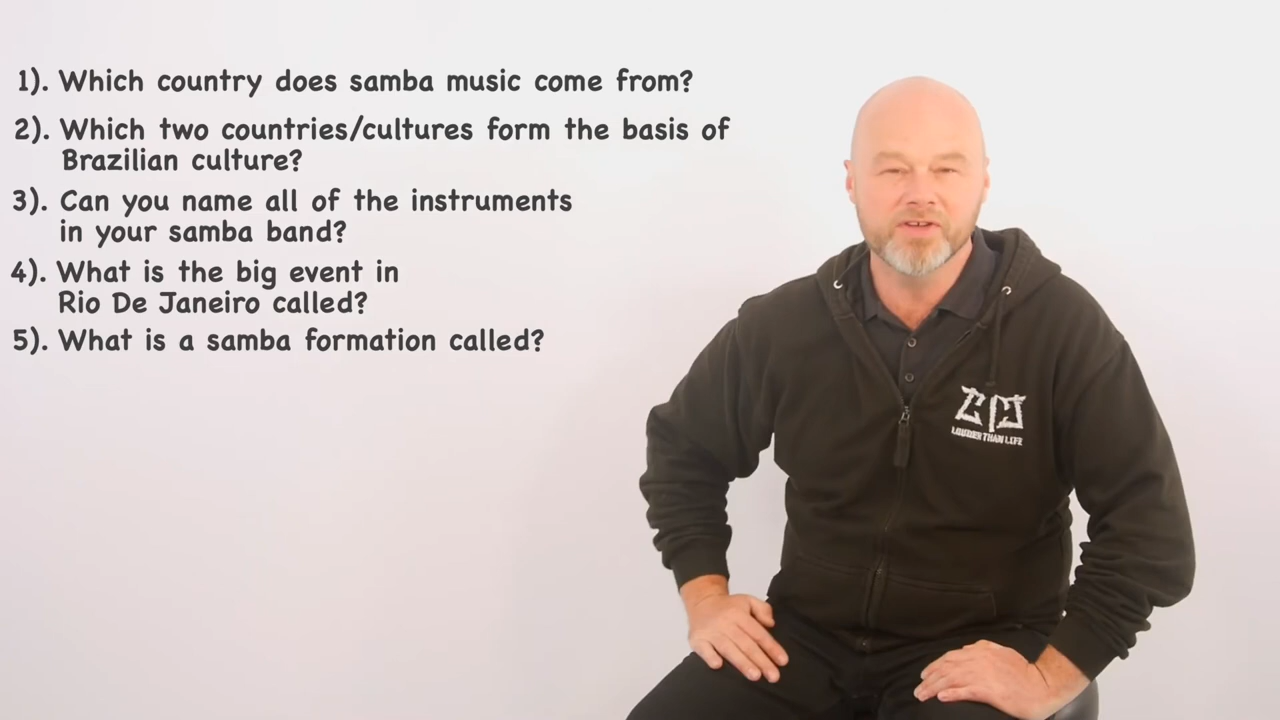 1). Which country does samba music come from?
2). Which two countries/cultures form the basis of
Brazilian culture?
3). Can you name all of the instruments
in your samba band?
4). What is the big event in
Rio De Janeiro called?
5). What is a samba formation called?
LOUDER THAN LIFE